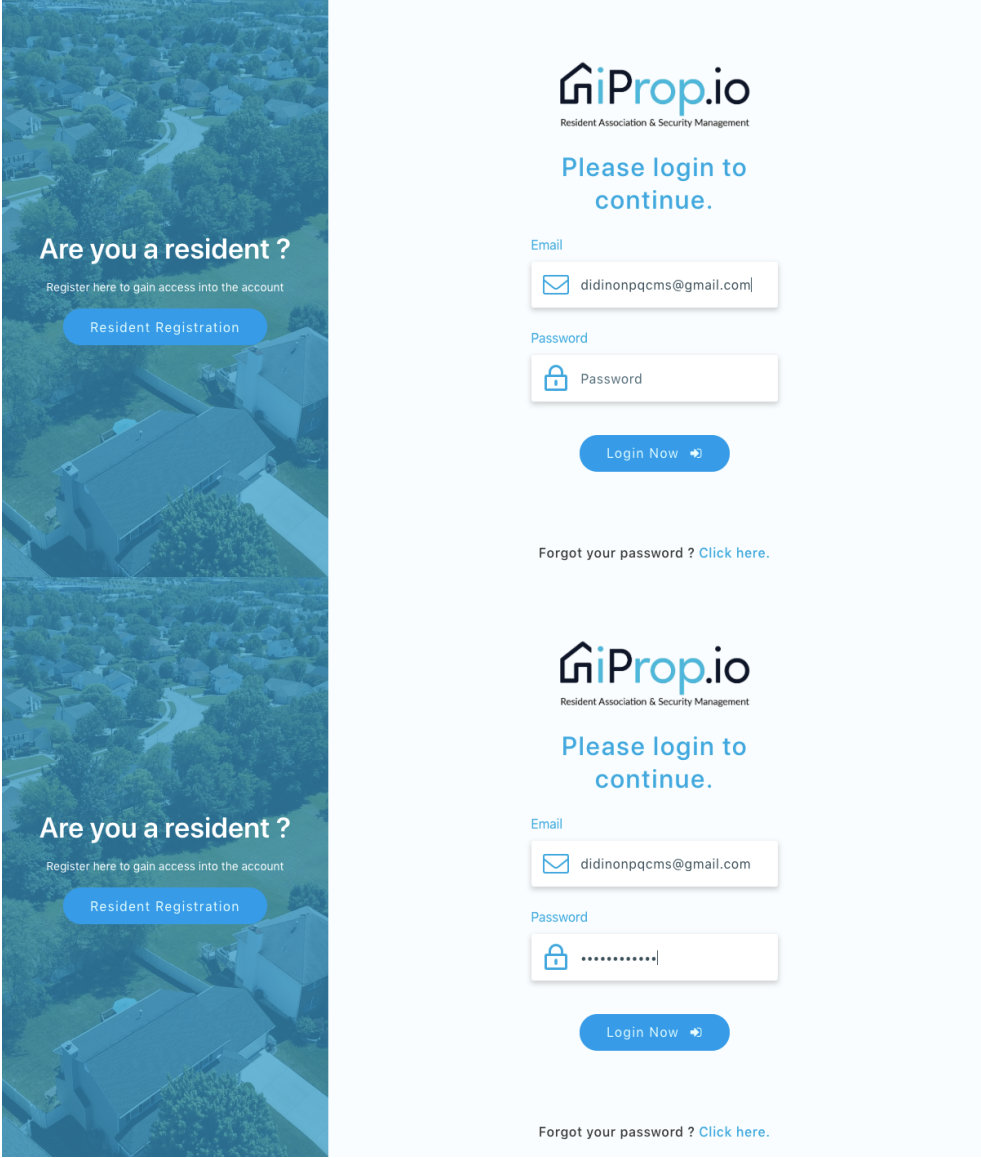 iProp.io
Resident Association & Security Management
Please login to
continue.
Are you a resident ?
Register here to gain access into the account
Resident Registration
Email
didinonpqcms@gmail.com
Password
Password
Login Now
Forgot your password ? Click here.
iProp.io
Resident Association & Security Management
Please login to
continue.
Are you a resident ?
Register here to gain access into the account
Resident Registration
Email
didinonpqcms@gmail.com
Password
••••••••••••
Login Now
Forgot your password ? Click here.